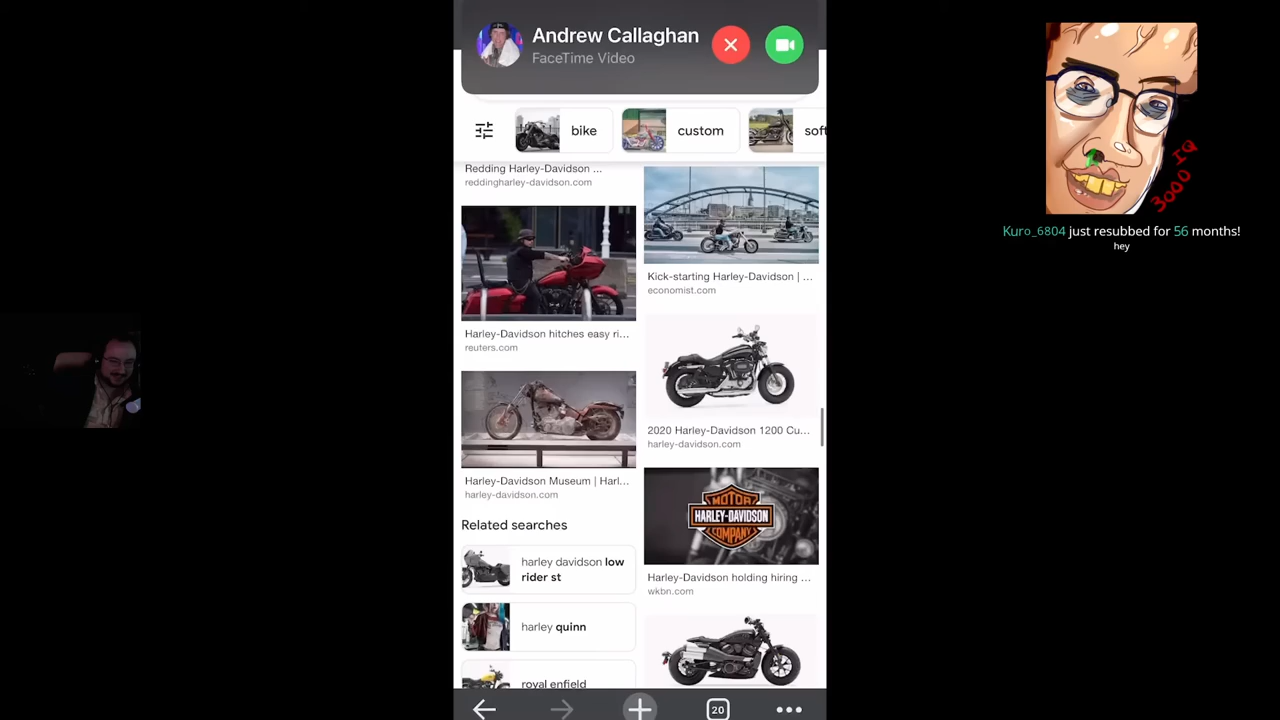 Andrew Callaghan
FaceTime Video
bike
custom
soft
Redding Harley-Davidson ...
reddingharley-davidson.com
Harley-Davidson hitches easy ri...
reuters.com
Harley-Davidson Museum | Harl...
harley-davidson.com
Related searches
harley davidson low
rider st
harley quinn
royal enfield
Kick-starting Harley-Davidson | ...
economist.com
2020 Harley-Davidson 1200 Cu...
harley-davidson.com
MOTOR
HARLEY-DAVIDSON
COMPANY
Harley-Davidson holding hiring ...
wkbn.com
20
3000 IQ
Kuro_6804 just resubbed for 56 months!
hey